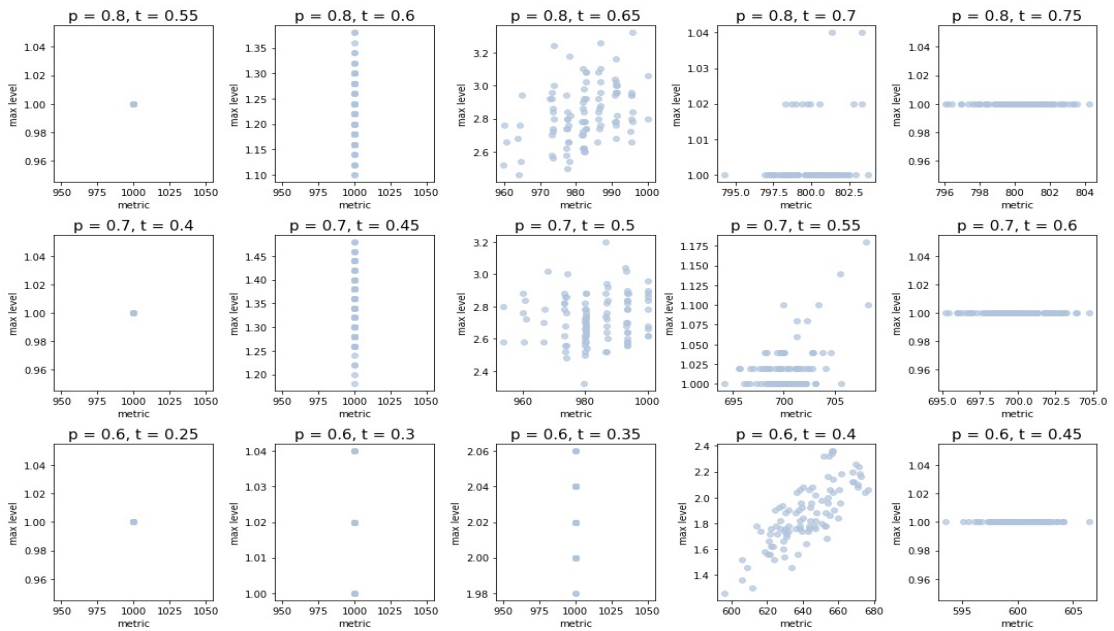 p = 0.8, t = 0.55 p = 0.8, t = 0.6 p = 0.8, t = 0.65 p = 0.8, t = 0.7 p = 0.8, t = 0.75
max level 1.04 1.02 1.00 0.98 0.96
max level 1.35 1.30 1.25 1.20 1.15 1.10
max level 3.2 3.0 2.8 2.6
max level 1.04 1.03 1.02 1.01 1.00
max level 1.04 1.02 1.00 0.98 0.96
950 1000 1050 950 1000 1050 960 970 980 990 1000 795.0 797.5 800.0 802.5 796 798 800 802 804
metric metric metric metric metric
p = 0.7, t = 0.4 p = 0.7, t = 0.45 p = 0.7, t = 0.5 p = 0.7, t = 0.55 p = 0.7, t = 0.6
max level 1.04 1.02 1.00 0.98 0.96
max level 1.45 1.40 1.35 1.30 1.25 1.20
max level 3.2 3.0 2.8 2.6 2.4
max level 1.175 1.150 1.125 1.100 1.075 1.050 1.025 1.000
max level 1.04 1.02 1.00 0.98 0.96
950 1000 1050 950 1000 1050 960 980 1000 695 700 705 695.0 697.5 700.0 702.5 705.0
metric metric metric metric metric
p = 0.6, t = 0.25 p = 0.6, t = 0.3 p = 0.6, t = 0.35 p = 0.6, t = 0.4 p = 0.6, t = 0.45
max level 1.04 1.02 1.00 0.98 0.96
max level 1.04 1.03 1.02 1.01 1.00
max level 2.06 2.04 2.02 2.00 1.98
max level 2.4 2.2 2.0 1.8 1.6 1.4
max level 1.04 1.02 1.00 0.98 0.96
950 1000 1050 950 1000 1050 950 1000 1050 600 620 640 660 680 595 600 605
metric metric metric metric metric